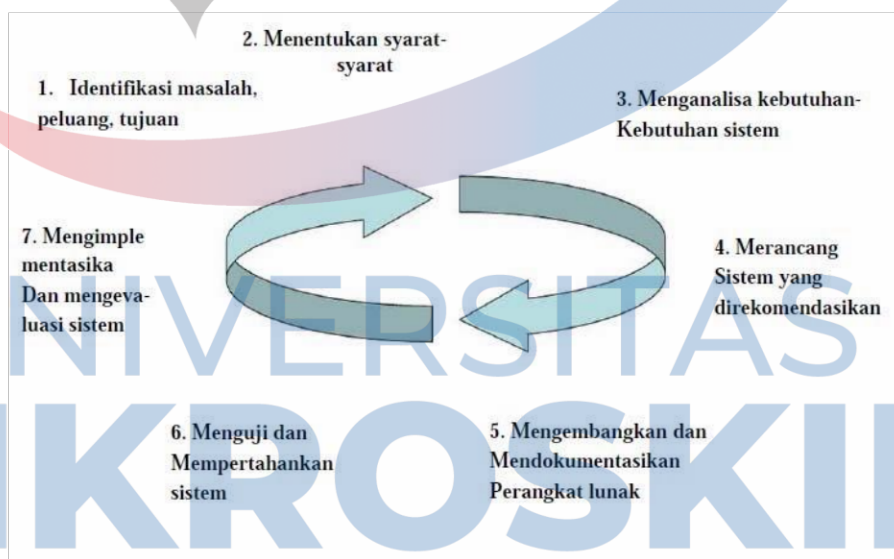 2. Menentukan syarat-
syarat
1. Identifikasi masalah,
peluang, tujuan
3. Menganalisa kebutuhan-
Kebutuhan sistem
7. Mengimple
mentasika
Dan mengeva-
luasi sistem
4. Merancang
Sistem yang
direkomendasikan
NIVERSITAS
6. Menguji dan
Mempertahankan
sistem
5. Mengembangkan dan
Mendokumentasikan
Perangkat lunak
IKROSKIL